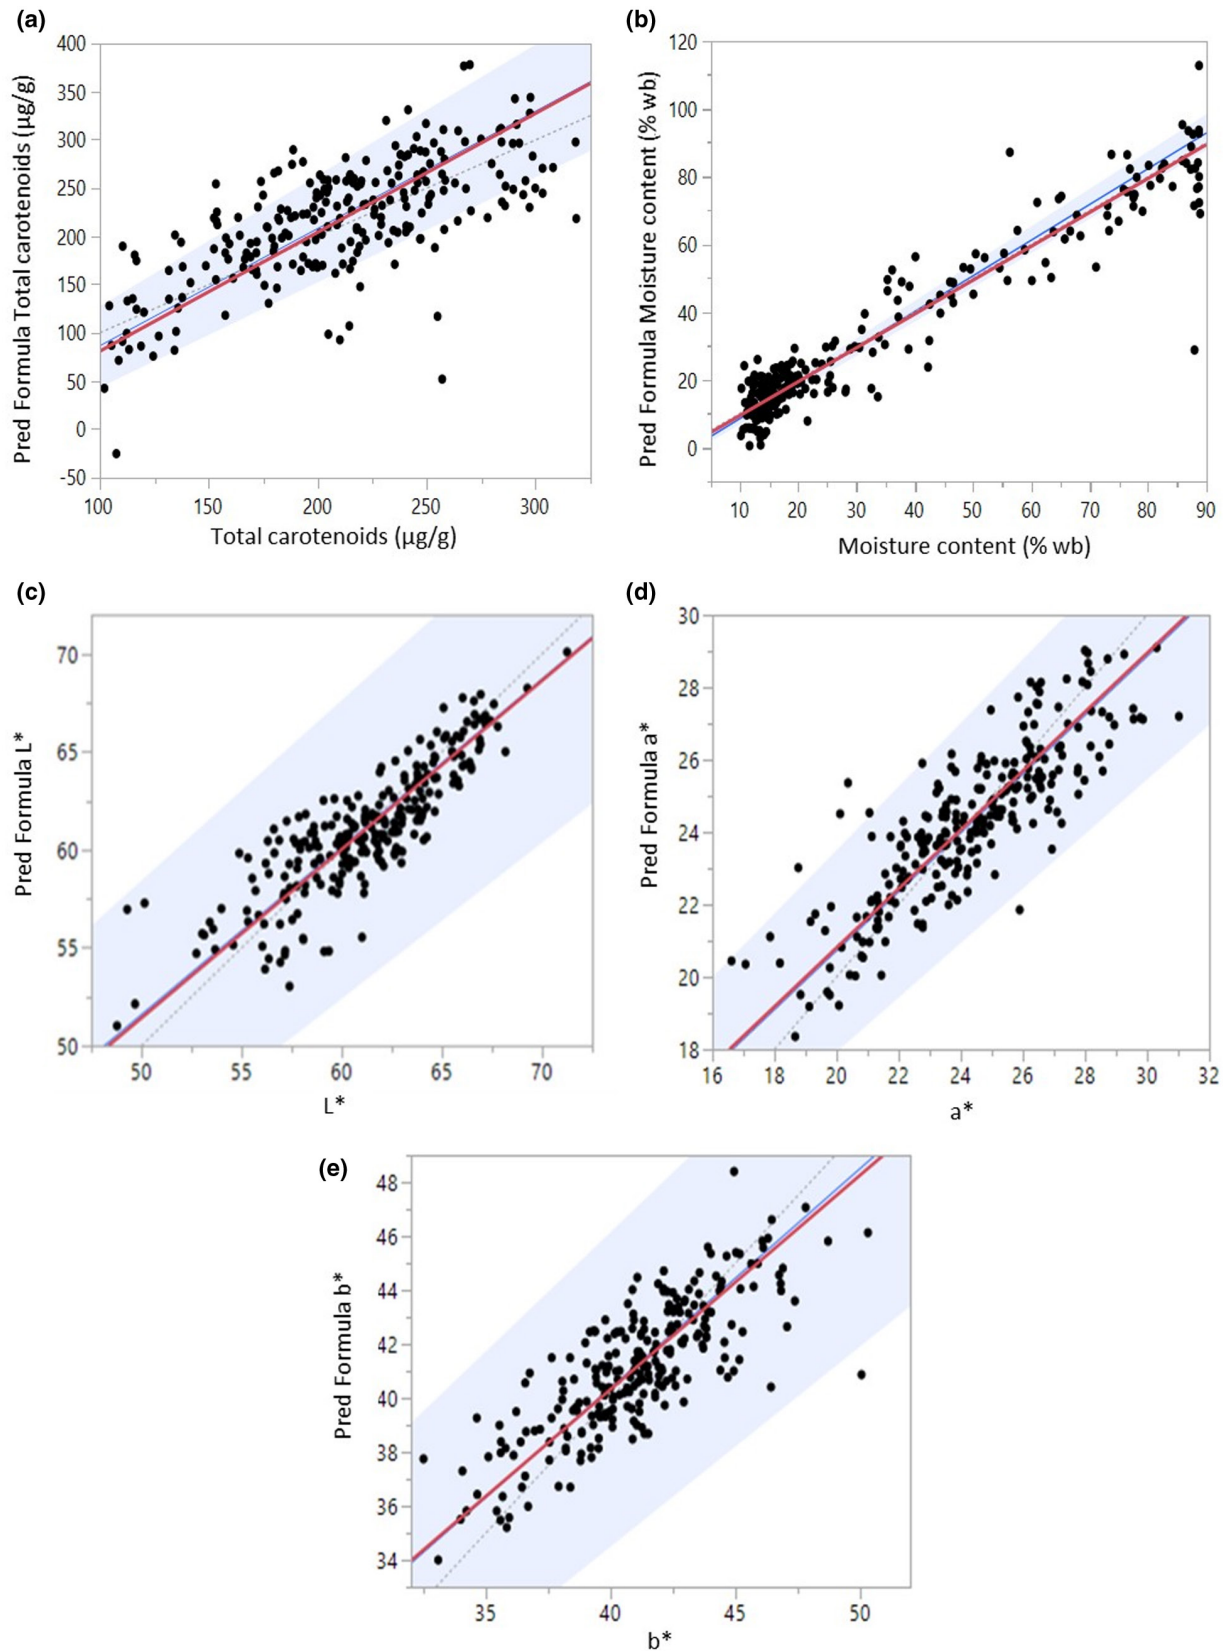 (a)
400
350
300
250
200
150
100
50
0
-50
Pred Formula Total carotenoids (µg/g)
100 150 200 250 300
Total carotenoids (µg/g)
(b)
120
100
80
60
40
20
0
Pred Formula Moisture content (% wb)
10 20 30 40 50 60 70 80 90
Moisture content (% wb)
(c)
70
65
60
55
50
Pred Formula L*
50 55 60 65 70
L*
(d)
30
28
26
24
22
20
18
Pred Formula a*
16 18 20 22 24 26 28 30 32
a*
(e)
48
46
44
42
40
38
36
34
Pred Formula b*
35 40 45 50
b*